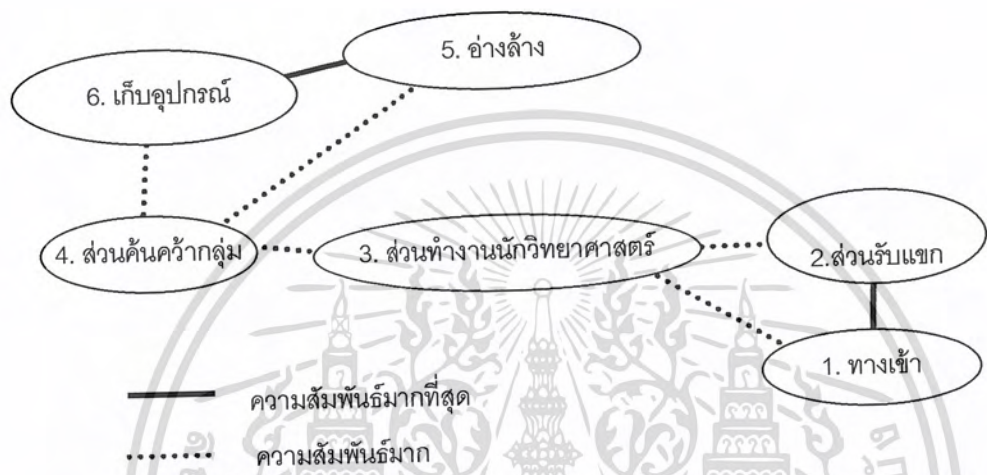 5. อ่างล้าง
6. เก็บอุปกรณ์
4. ส่วนค้นคว้ากลุ่ม
3. ส่วนทำงานนักวิทยาศาสตร์
2.ส่วนรับแขก
1. ทางเข้า
ความสัมพันธ์มากที่สุด
ความสัมพันธ์มาก